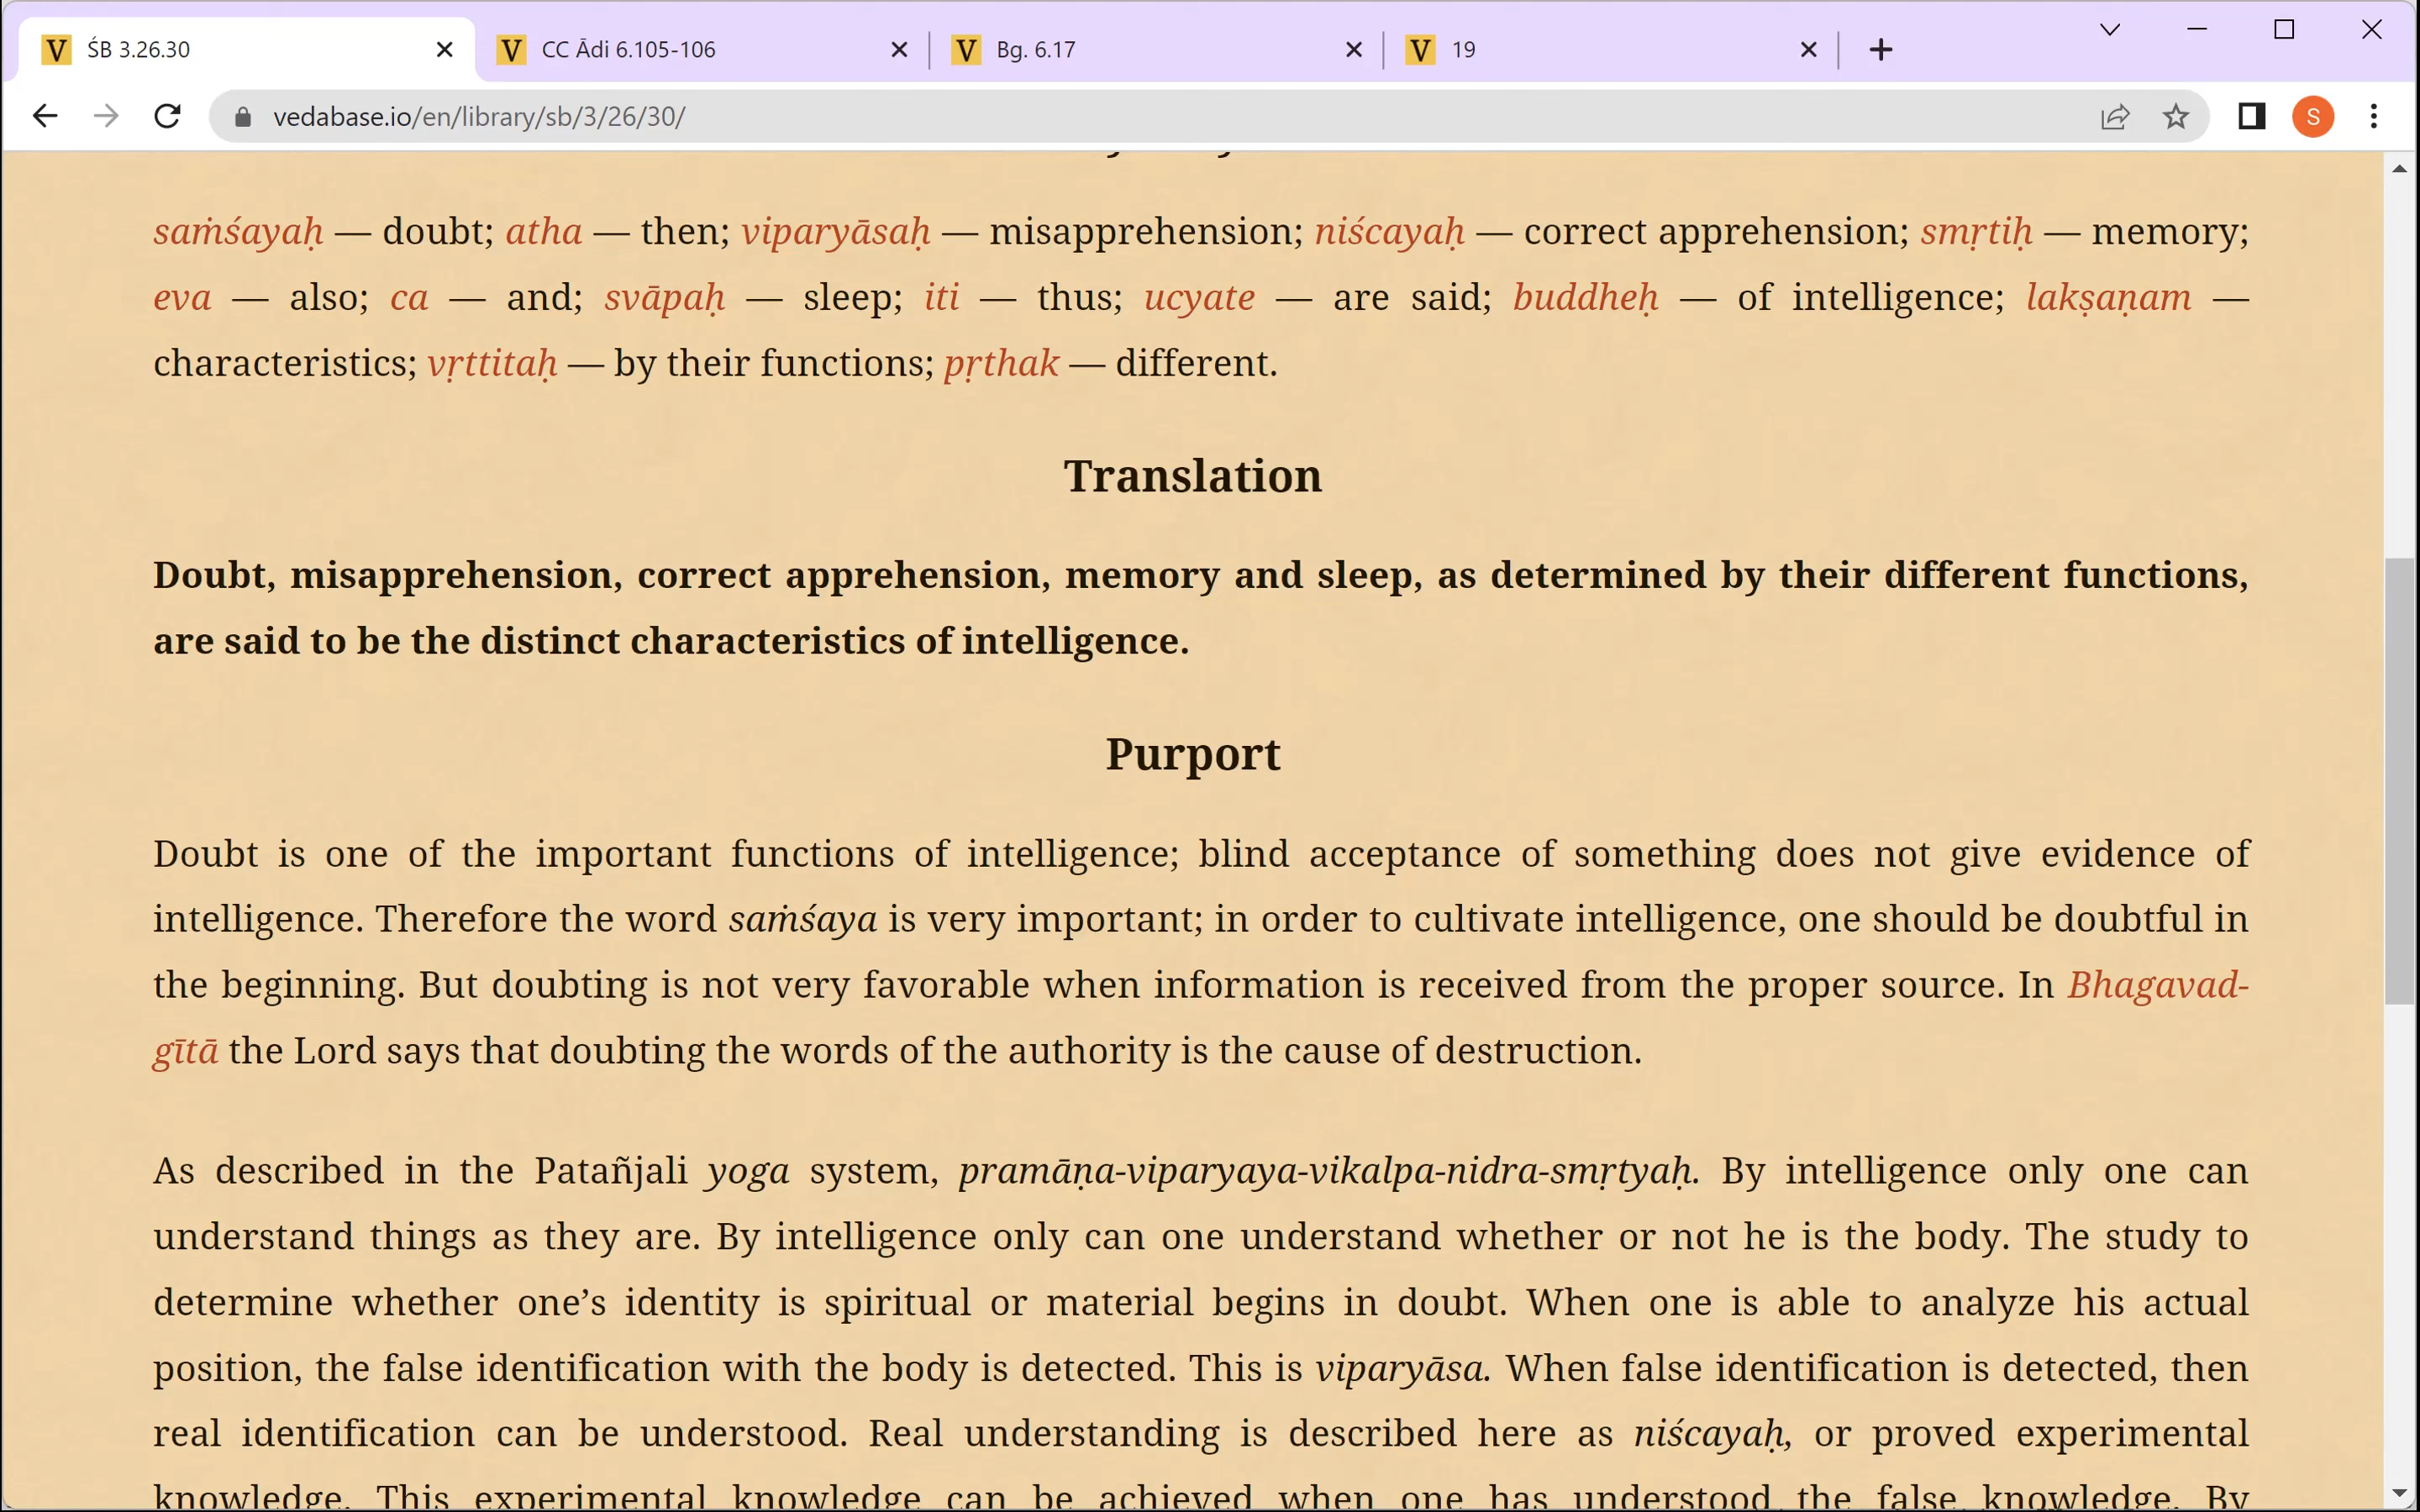 ŚB 3.26.30
CC Ādi 6.105-106
Bg. 6.17
19
vedabase.io/en/library/sb/3/26/30/
S
saṁśayaḥ — doubt; atha — then; viparyāsaḥ — misapprehension; niścayaḥ — correct apprehension; smṛtiḥ — memory;
eva — also; ca — and; svāpaḥ — sleep; iti — thus; ucyate — are said; buddheḥ — of intelligence; lakṣaṇam —
characteristics; vṛttitaḥ — by their functions; pṛthak — different.
Translation
Doubt, misapprehension, correct apprehension, memory and sleep, as determined by their different functions,
are said to be the distinct characteristics of intelligence.
Purport
Doubt is one of the important functions of intelligence; blind acceptance of something does not give evidence of
intelligence. Therefore the word saṁśaya is very important; in order to cultivate intelligence, one should be doubtful in
the beginning. But doubting is not very favorable when information is received from the proper source. In Bhagavad-
gītā the Lord says that doubting the words of the authority is the cause of destruction.
As described in the Patañjali yoga system, pramāṇa-viparyaya-vikalpa-nidra-smṛtyaḥ. By intelligence only one can
understand things as they are. By intelligence only can one understand whether or not he is the body. The study to
determine whether one’s identity is spiritual or material begins in doubt. When one is able to analyze his actual
position, the false identification with the body is detected. This is viparyāsa. When false identification is detected, then
real identification can be understood. Real understanding is described here as niścayaḥ, or proved experimental
knowledge. This experimental knowledge can be achieved when one has understood the false knowledge. By